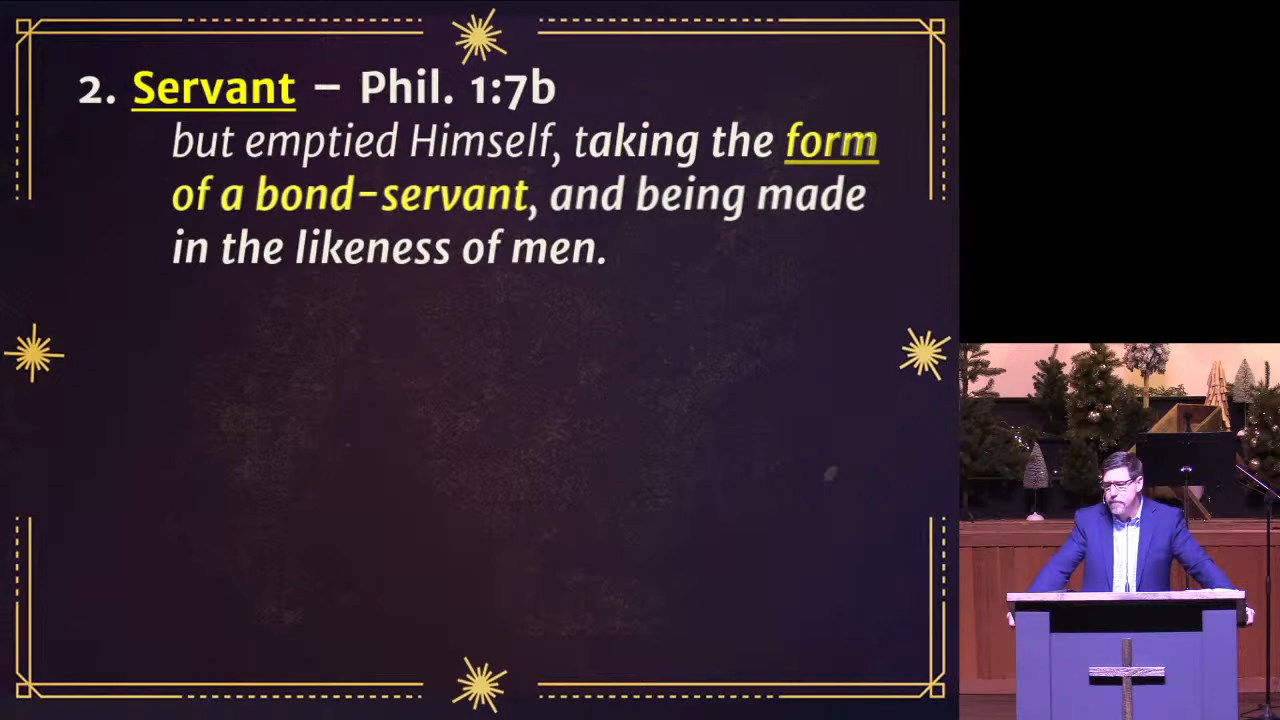 2. Servant – Phil. 1:7b
but emptied Himself, taking the form
of a bond-servant, and being made
in the likeness of men.